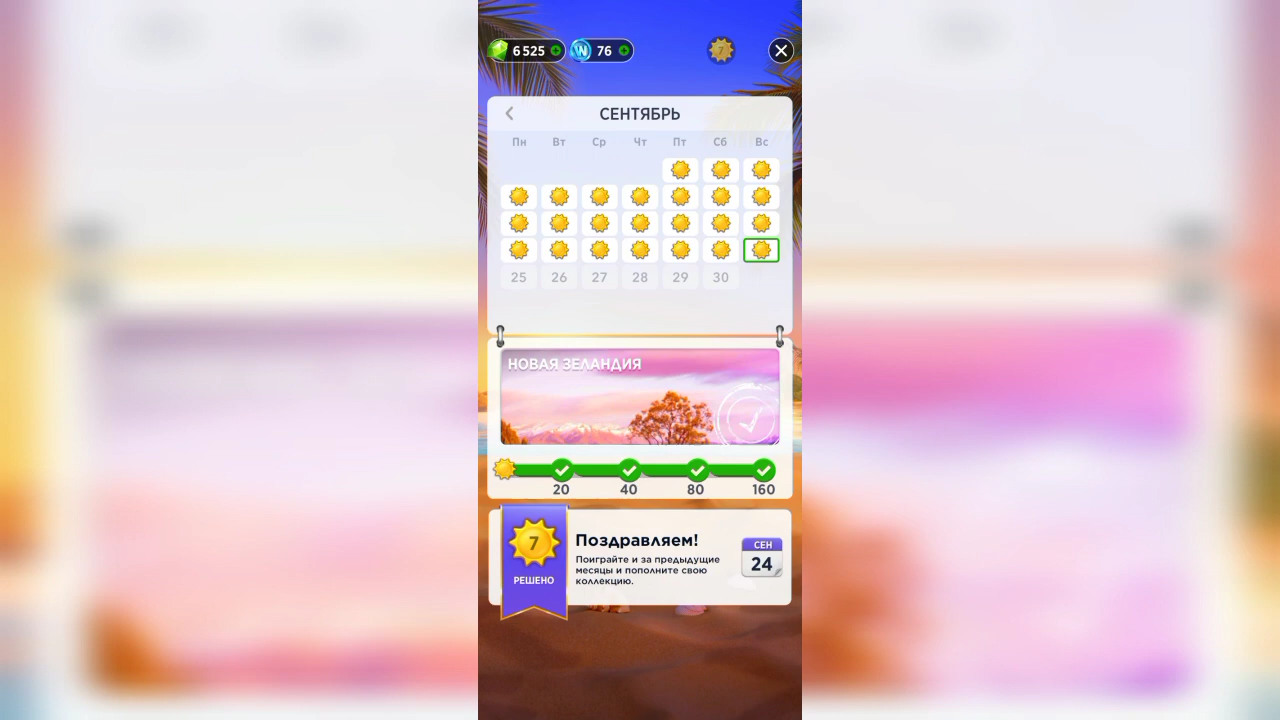 6 525 W 76 7
СЕНТЯБРЬ
Пн Вт Ср Чт Пт Сб Вс
25 26 27 28 29 30
НОВАЯ ЗЕЛАНДИЯ
20 40 80 160
7
РЕШЕНО
Поздравляем!
Поиграйте и за предыдущие
месяцы и пополните свою
коллекцию.
СЕН
24